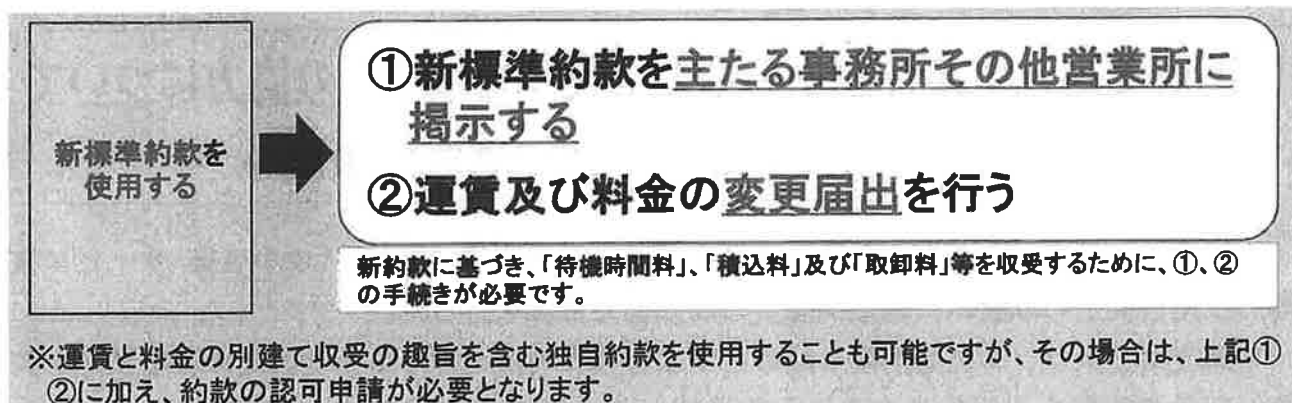 新標準約款を
使用する
①新標準約款を主たる事務所その他営業所に
掲示する
②運賃及び料金の変更届出を行う
新約款に基づき、「待機時間料」、「積込料」及び「取卸料」等を収受するために、①、②
の手続きが必要です。
※運賃と料金の別建て収受の趣旨を含む独自約款を使用することも可能ですが、その場合は、上記①
②に加え、約款の認可申請が必要となります。